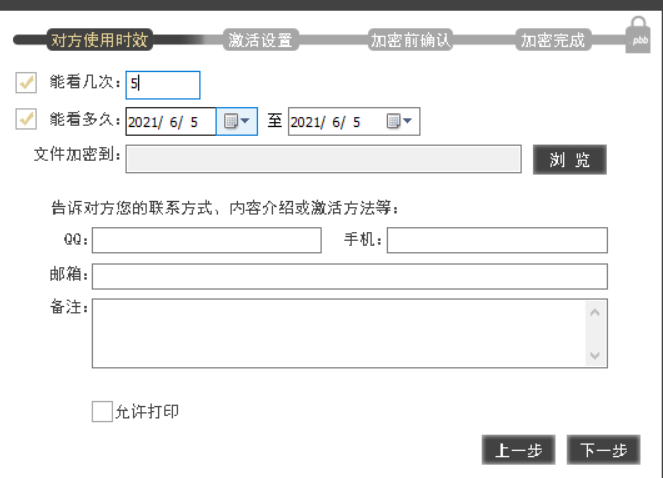 对方使用时效 激活设置 加密前确认 加密完成 pbb
能看几次: 5
能看多久: 2021/ 6/ 5 至 2021/ 6/ 5
文件加密到: 浏 览
告诉对方您的联系方式、内容介绍或激活方法等:
QQ: 手机:
邮箱:
备注:
允许打印
上一步 下一步